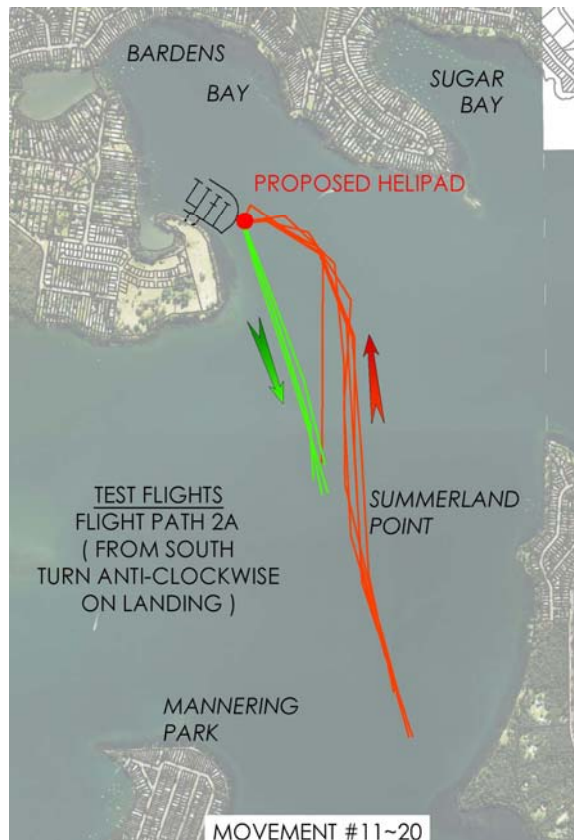 BARDENS
BAY
SUGAR
BAY
PROPOSED HELIPAD
TEST FLIGHTS
FLIGHT PATH 2A
( FROM SOUTH
TURN ANTI-CLOCKWISE
ON LANDING )
SUMMERLAND
POINT
MANNERING
PARK
MOVEMENT #11~20